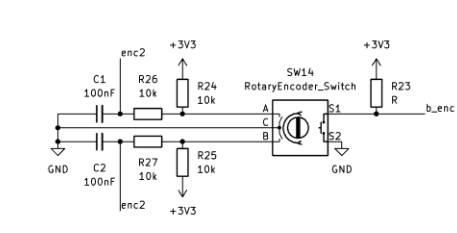 +3V3
+3V3
enc2
SW14
C1
R26
R24
RotaryEncoder_Switch
R23
100nF
10k
10k
R
A
S1
b_enc
C
B
S2
R25
GND
C2
R27
10k
GND
100nF
10k
enc2
+3V3